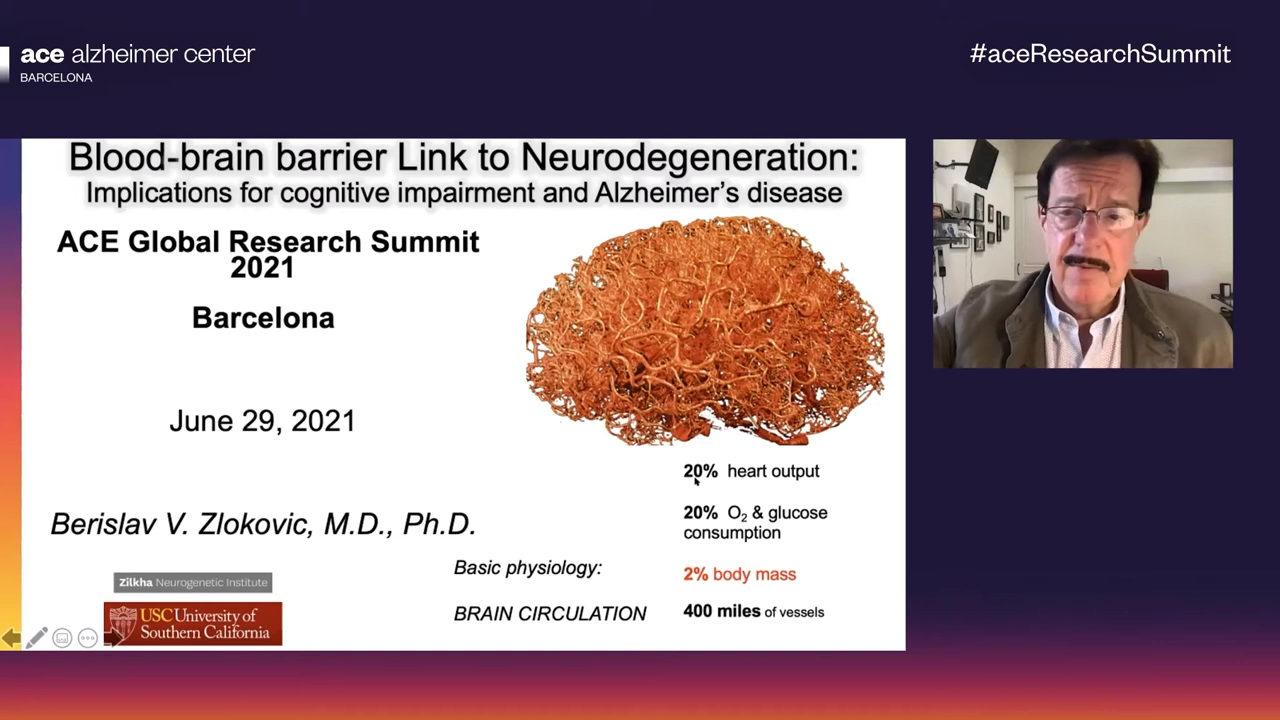 ace alzheimer center
BARCELONA
#aceResearchSummit
Blood-brain barrier Link to Neurodegeneration:
Implications for cognitive impairment and Alzheimer's disease
ACE Global Research Summit
2021
Barcelona
June 29, 2021
Berislav V. Zlokovic, M.D., Ph.D.
Zilkha Neurogenetic Institute
USC University of
Southern California
20% heart output
20% O₂ & glucose
consumption
Basic physiology:
2% body mass
BRAIN CIRCULATION
400 miles of vessels